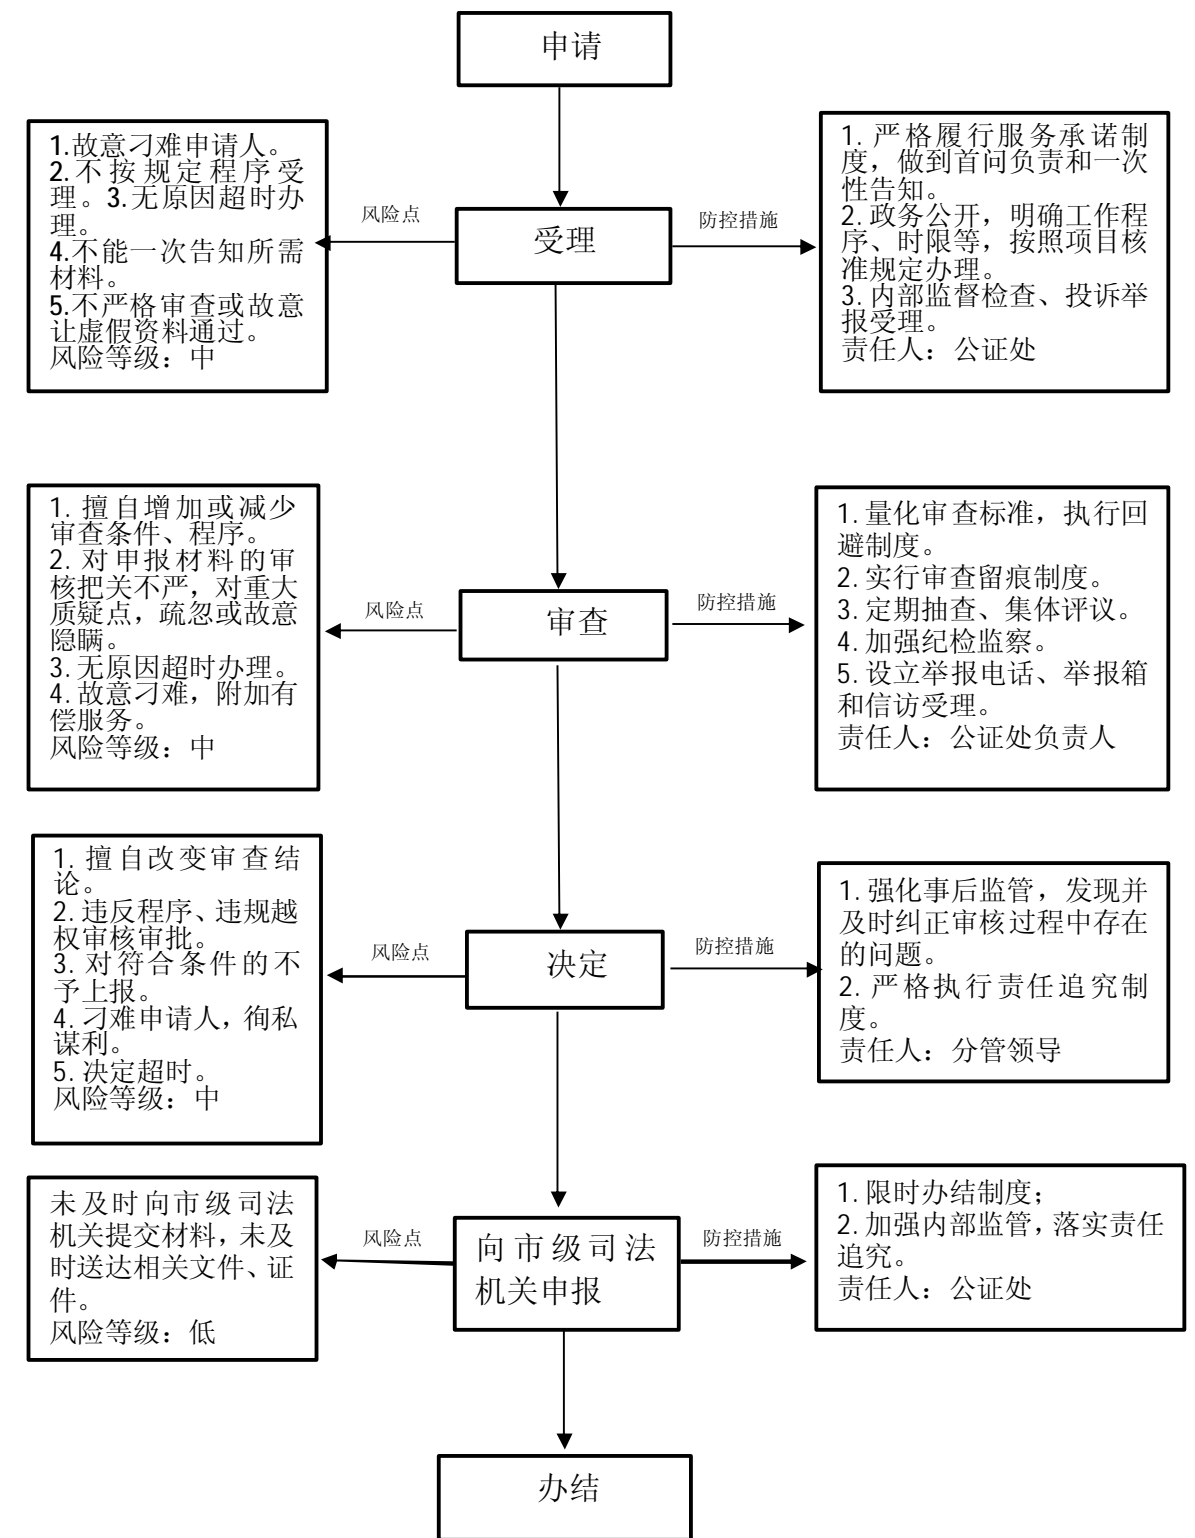 申请
1.故意刁难申请人。
2.不按规定程序受
理。3.无原因超时办
理。
4.不能一次告知所需
材料。
5.不严格审查或故意
让虚假资料通过。
风险等级：中
风险点
受理
防控措施
1. 严格履行服务承诺制
度，做到首问负责和一次
性告知。
2. 政务公开，明确工作程
序、时限等，按照项目核
准规定办理。
3. 内部监督检查、投诉举
报受理。
责任人：公证处
1. 擅自增加或减少
审查条件、程序。
2. 对申报材料的审
核把关不严，对重大
质疑点，疏忽或故意
隐瞒。
3. 无原因超时办理。
4. 故意刁难，附加有
偿服务。
风险等级：中
风险点
审查
防控措施
1. 量化审查标准，执行回
避制度。
2. 实行审查留痕制度。
3. 定期抽查、集体评议。
4. 加强纪检监察。
5. 设立举报电话、举报箱
和信访受理。
责任人：公证处负责人
1. 擅自改变审查结
论。
2. 违反程序、违规越
权审核审批。
3. 对符合条件的不
予上报。
4. 刁难申请人，徇私
谋利。
5. 决定超时。
风险等级：中
风险点
决定
防控措施
1. 强化事后监管，发现并
及时纠正审核过程中存在
的问题。
2. 严格执行责任追究制
度。
责任人：分管领导
未及时向市级司法
机关提交材料，未及
时送达相关文件、证
件。
风险等级：低
风险点
向市级司法
机关申报
防控措施
1. 限时办结制度；
2. 加强内部监管，落实责任
追究。
责任人：公证处
办结